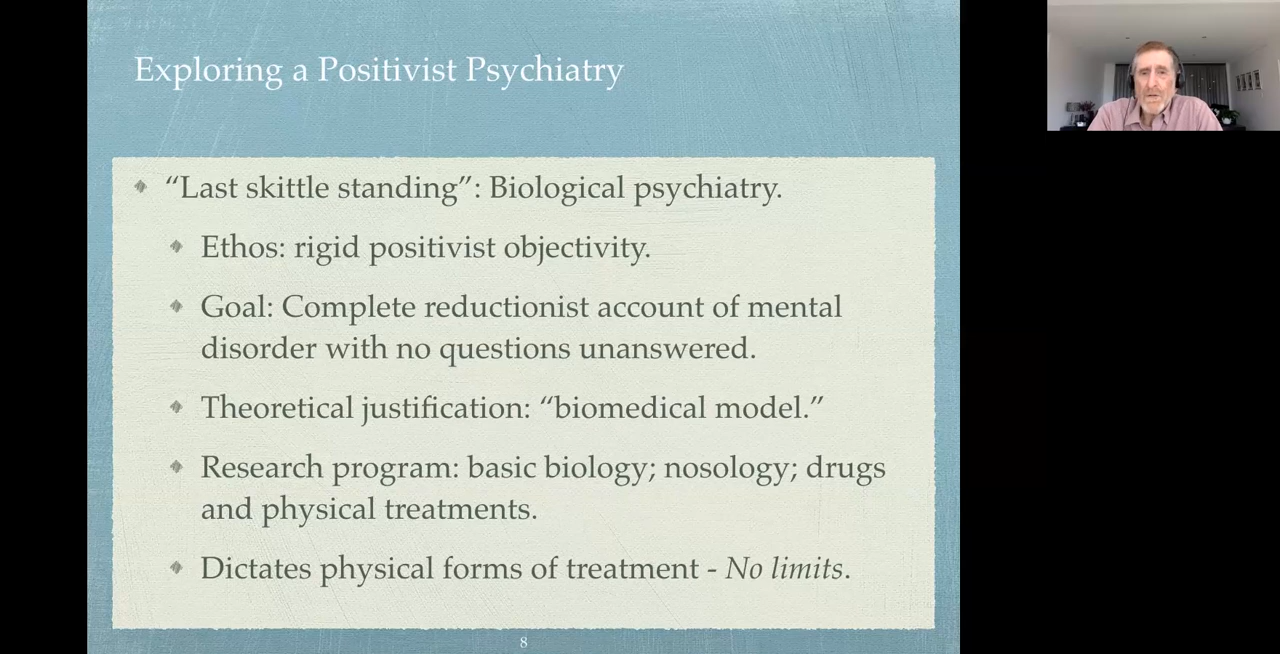 Exploring a Positivist Psychiatry
“Last skittle standing”: Biological psychiatry.
Ethos: rigid positivist objectivity.
Goal: Complete reductionist account of mental
disorder with no questions unanswered.
Theoretical justification: “biomedical model.”
Research program: basic biology; nosology; drugs
and physical treatments.
Dictates physical forms of treatment - No limits.
8